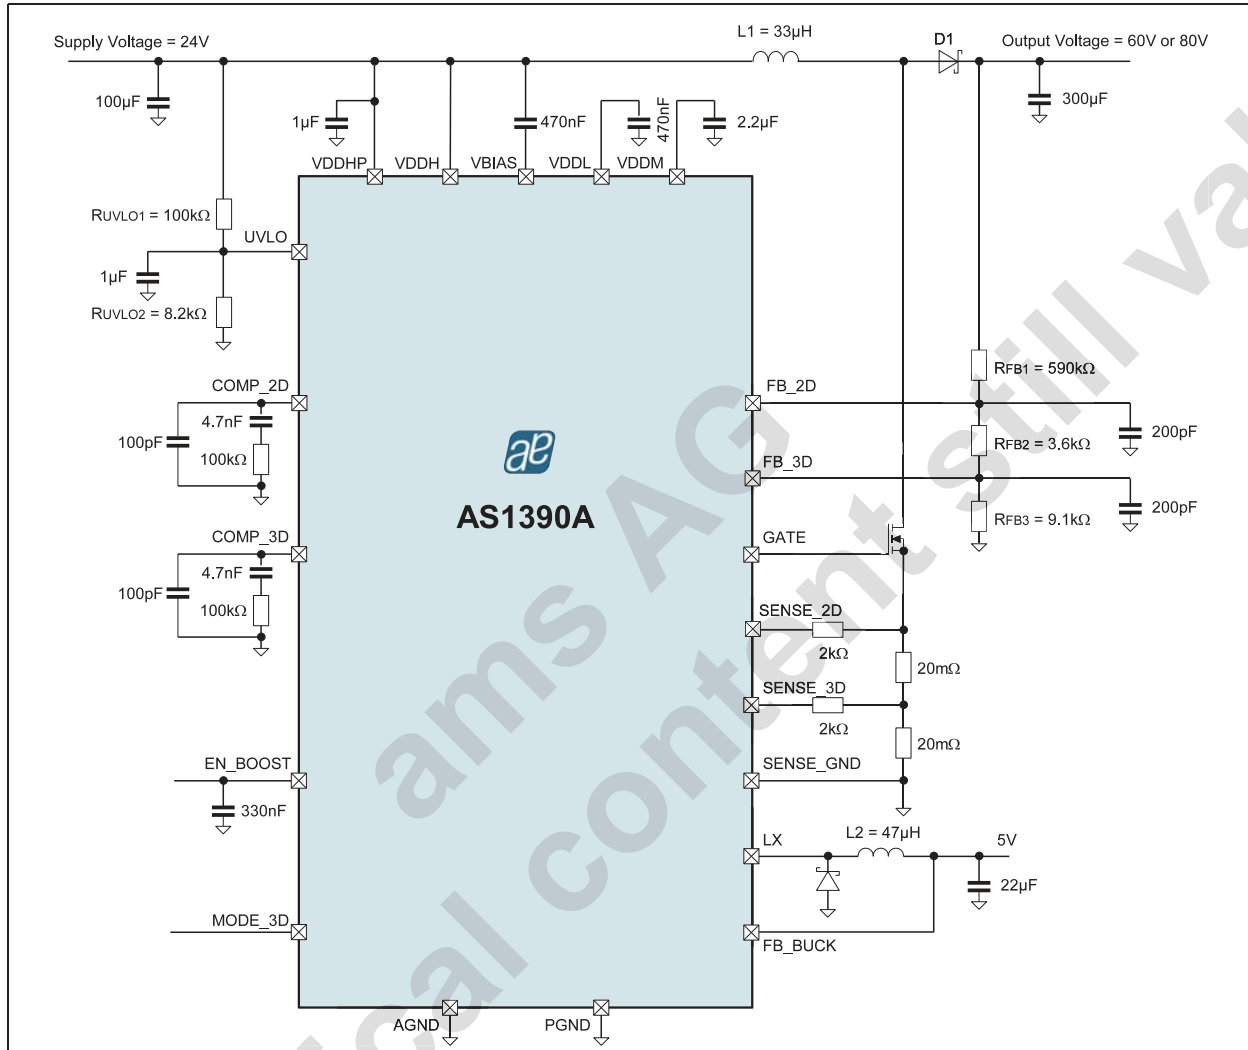 Supply Voltage = 24V
L1 = 33µH
D1
Output Voltage = 60V or 80V
100µF
1µF
470nF
470nF
2.2µF
300µF
VDDHP
VDDH
VBIAS
VDDL
VDDM
RUVLO1 = 100kΩ
UVLO
1µF
RUVLO2 = 8.2kΩ
COMP_2D
4.7nF
100pF
100kΩ
COMP_3D
4.7nF
100pF
100kΩ
EN_BOOST
330nF
MODE_3D
ae
AS1390A
FB_2D
RFB1 = 590kΩ
200pF
RFB2 = 3.6kΩ
FB_3D
200pF
RFB3 = 9.1kΩ
GATE
SENSE_2D
2kΩ
20mΩ
SENSE_3D
2kΩ
20mΩ
SENSE_GND
LX
L2 = 47µH
5V
22µF
FB_BUCK
AGND
PGND
ams AG
content still